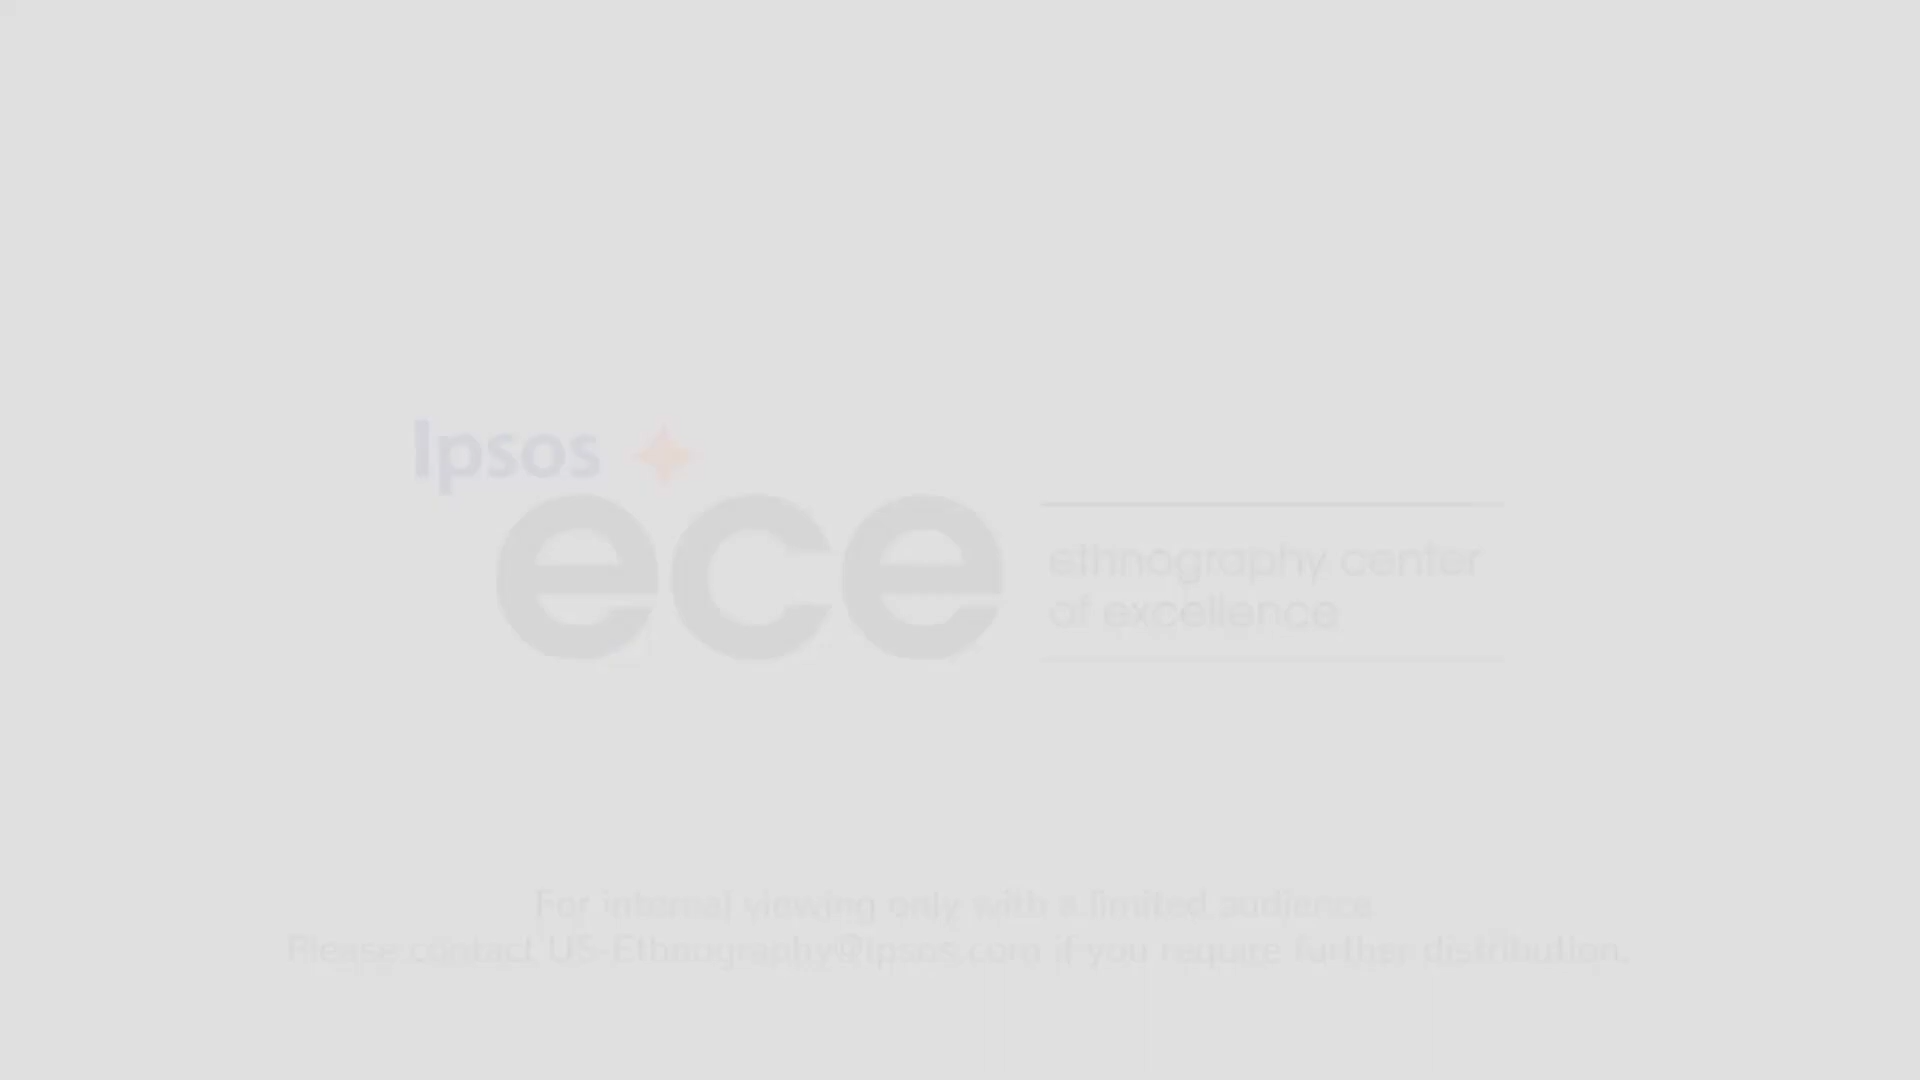 Ipsos
ece
ethnography center
of excellence
For internal viewing only with a limited audience
Please contact US-Ethnography@Ipsos.com if you require further distribution.